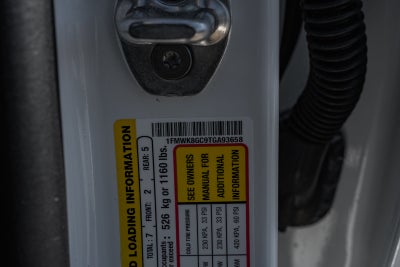 1FMWK8GC9TGA93658
LOADING INFORMATION
REAR: 5
FRONT: 2
TOTAL: 7
526 kg or 1160 lbs.
SEE OWNERS
MANUAL FOR
ADDITIONAL
INFORMATION
COLD TIRE PRESSURE
230 KPA, 33 PSI
230 KPA, 33 PSI
420 KPA, 60 PSI